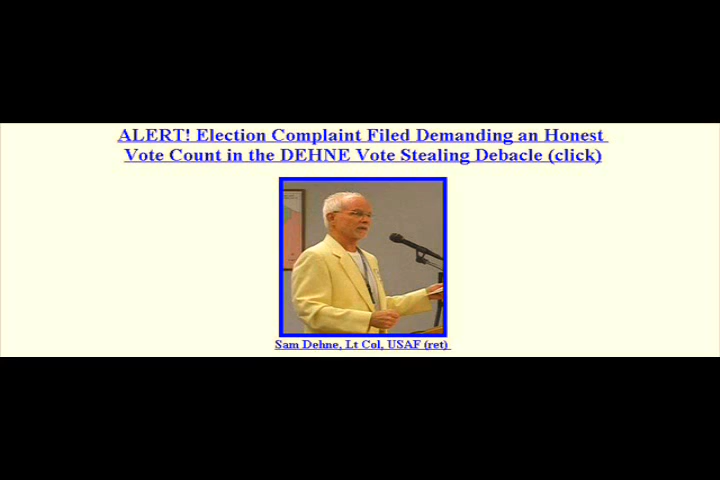 ALERT! Election Complaint Filed Demanding an Honest
Vote Count in the DEHNE Vote Stealing Debacle (click)
Sam Dehne, Lt Col, USAF (ret)